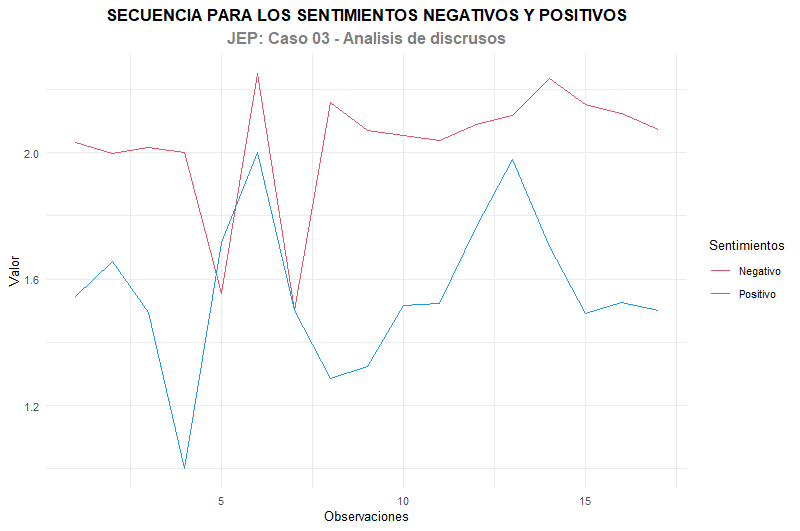 SECUENCIA PARA LOS SENTIMIENTOS NEGATIVOS Y POSITIVOS
JEP: Caso 03 - Analisis de discrusos
Valor
2.0
1.6
1.2
5
10
15
Observaciones
Sentimientos
Negativo
Positivo